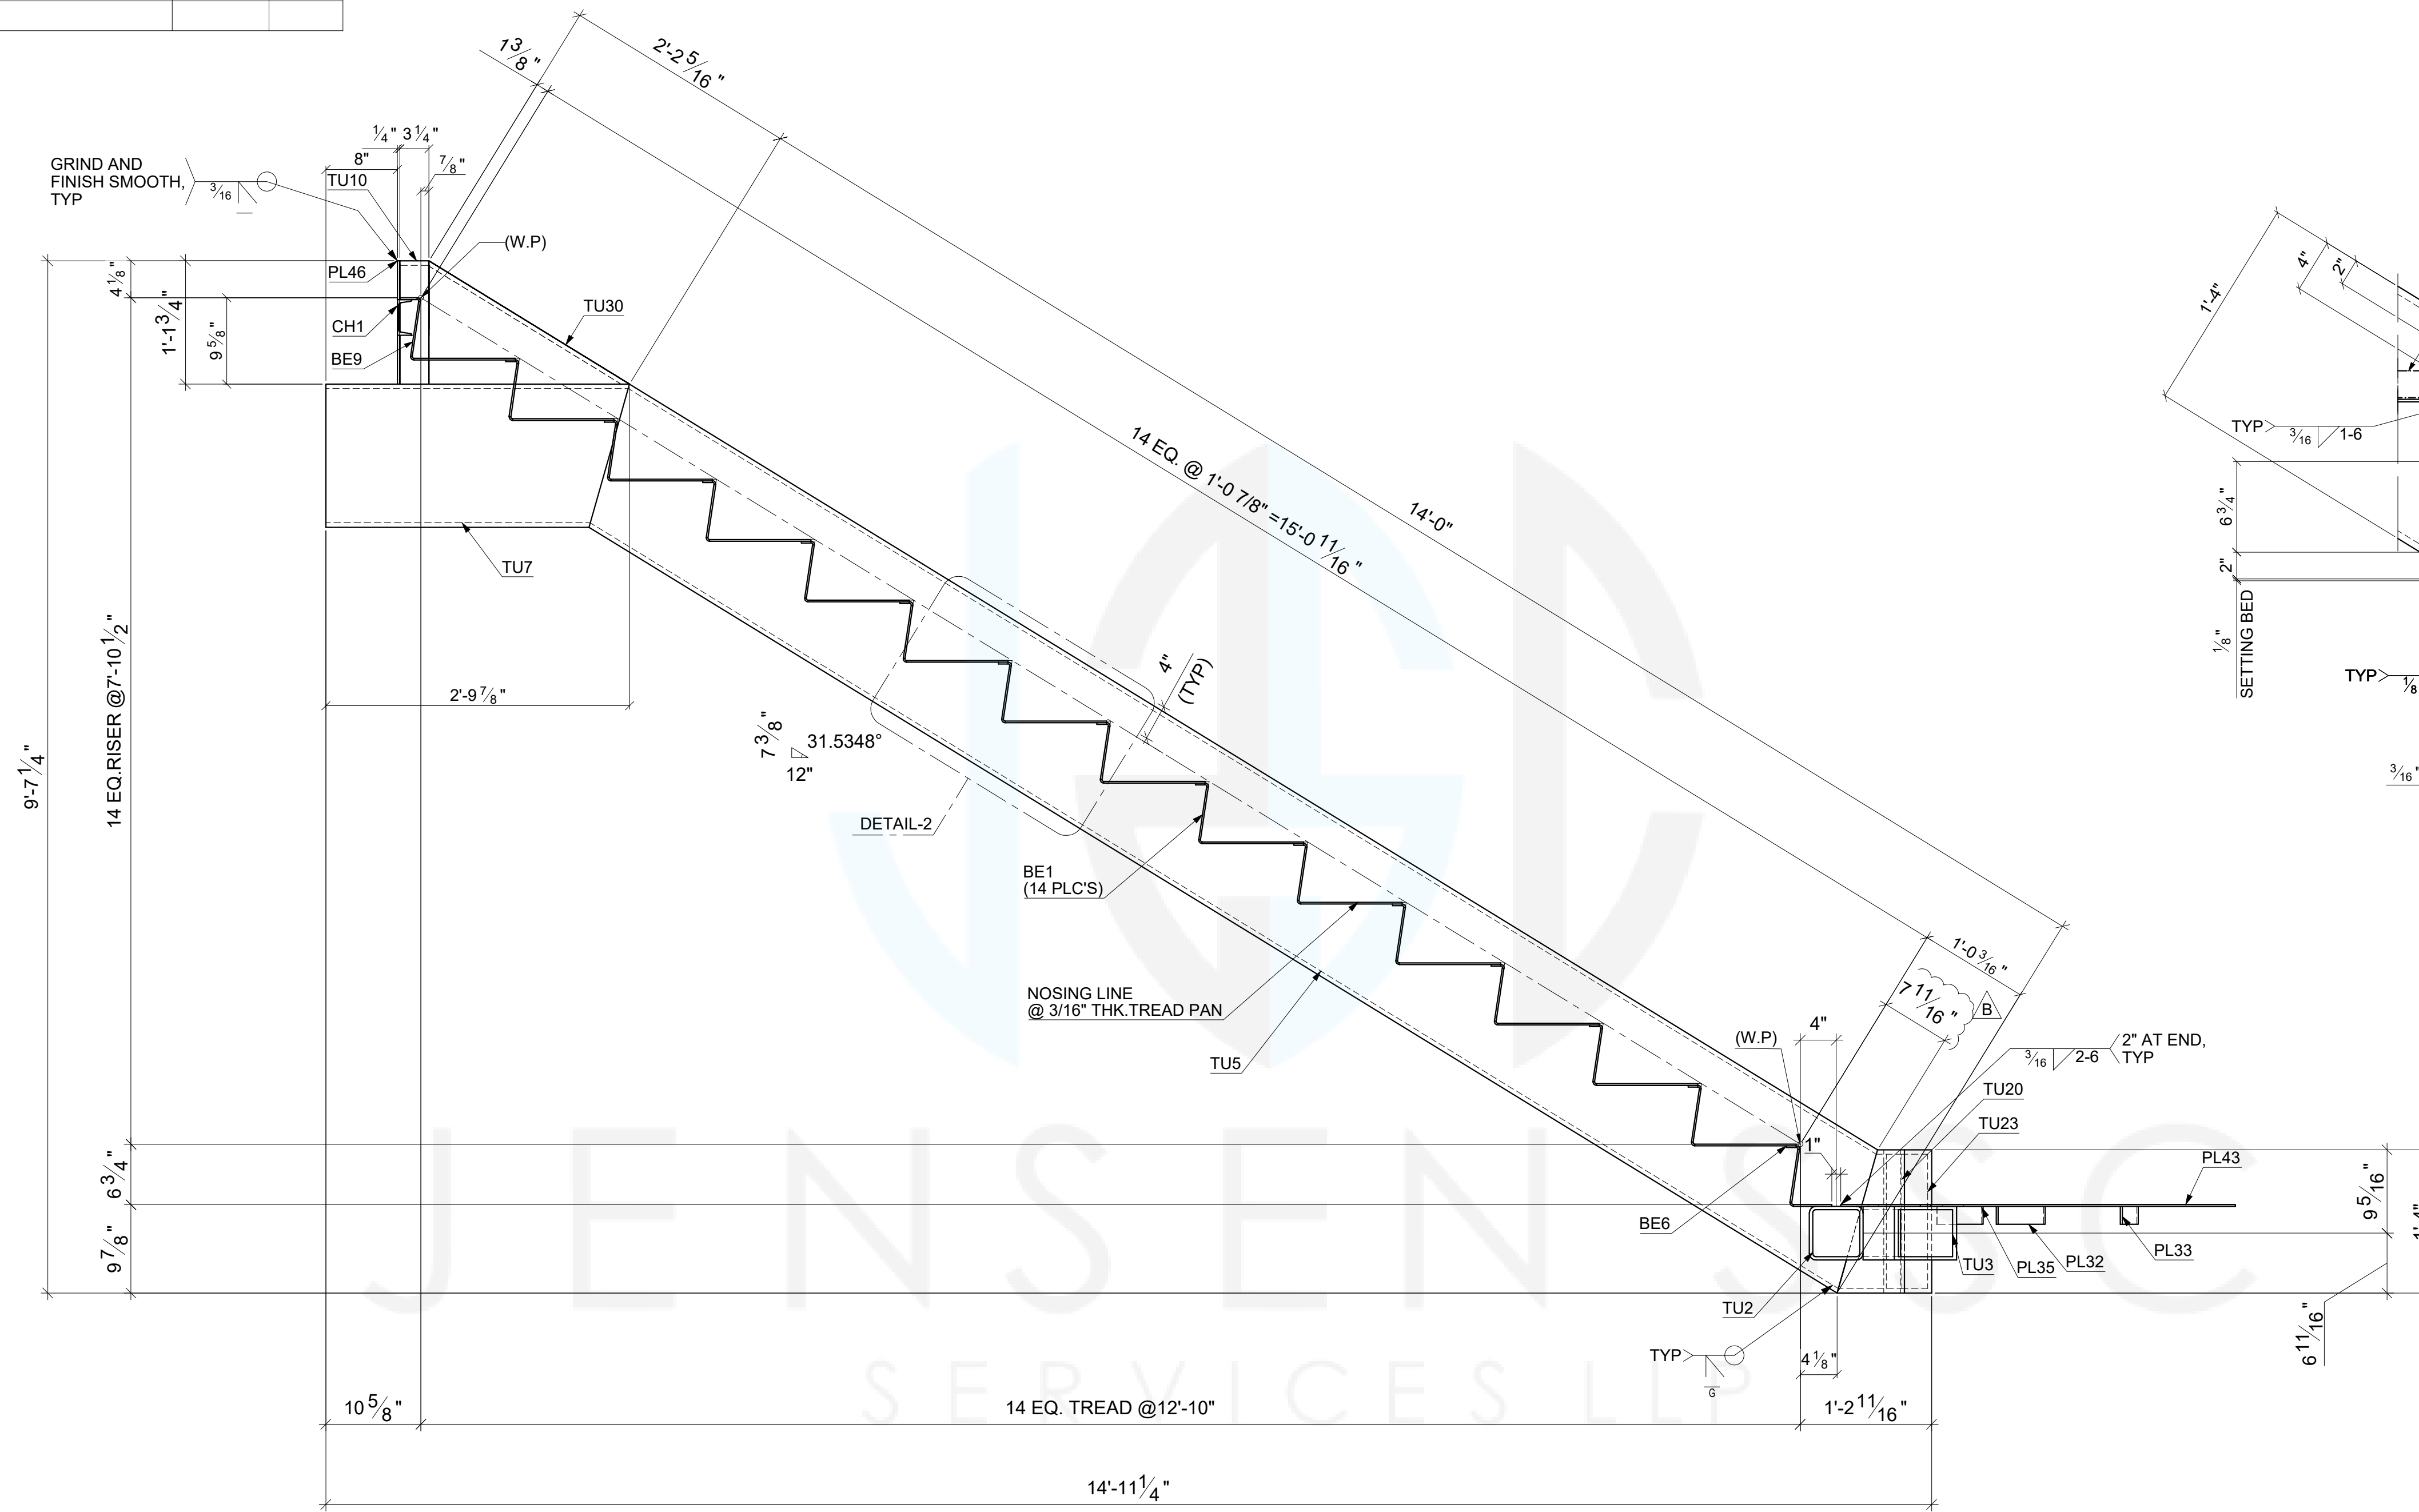 1 3/8 "
2'-2 5/16 "
1/4" 3 1/4"
8"
7/8"
GRIND AND
FINISH SMOOTH,
TYP
3/16
TU10
(W.P)
PL46
CH1
BE9
TU30
4 1/8"
1'-1 3/4"
9 5/8"
TU7
2'-9 7/8"
14 EQ.RISER @7'-10 1/2"
9'-7 1/4"
14 EQ. @ 1'-0 7/8" =15'-0 11/16 "
14'-0"
4"
(TYP)
7 3/8"
31.5348°
12"
DETAIL-2
BE1
(14 PLC'S)
NOSING LINE
@ 3/16" THK.TREAD PAN
TU5
1'-0 3/16 "
7 11/16 "
B
4"
(W.P)
1"
3/16
2-6
2" AT END,
TYP
TU20
TU23
PL43
BE6
TU3
PL35
PL32
PL33
TU2
TYP
G
4 1/8"
6 3/4"
9 7/8"
9 5/16"
6 11/16"
1'-4"
10 5/8"
14 EQ. TREAD @12'-10"
1'-2 11/16"
14'-11 1/4"
1'-4"
4"
2"
TYP
3/16
1-6
6 3/4"
2"
1/8"
SETTING BED
TYP
1/8
3/16 "
JENSEN SGC
SERVICES LLP